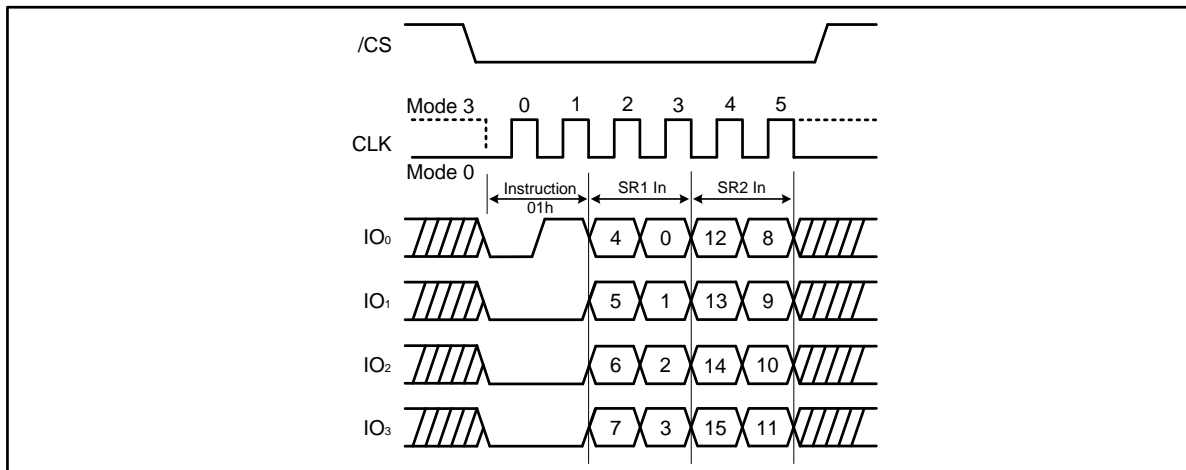 /CS
Mode 3 0 1 2 3 4 5
CLK
Mode 0
Instruction SR1 In SR2 In
01h
IO₀ 4 0 12 8
IO₁ 5 1 13 9
IO₂ 6 2 14 10
IO₃ 7 3 15 11